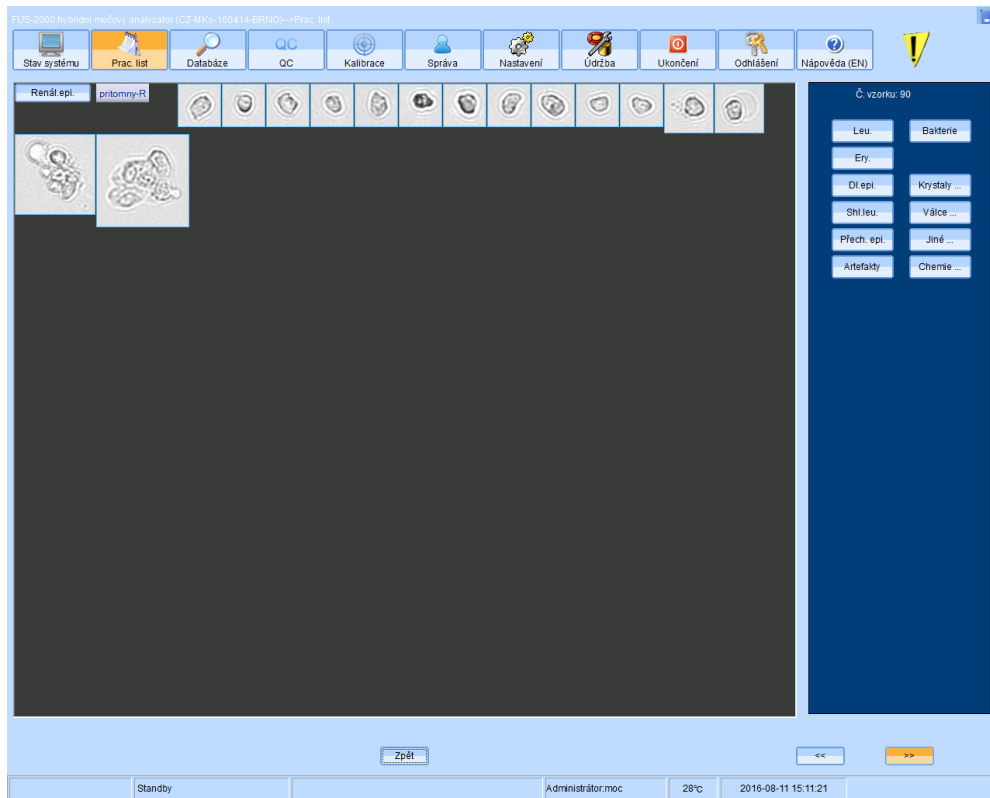 FUS-2000 hybridní močový analyzátor (CZ-MKo-160414-BRNO)-->Prac. list
Stav systému
Prac. list
Databáze
QC
QC
Kalibrace
Správa
Nastavení
Údržba
Ukončení
Odhlášení
Nápověda (EN)
Renál.epi. pritomny-R
Č. vzorku: 90
Leu. Bakterie
Ery.
Dl.epi. Krystaly ...
Shl.leu. Válce ...
Přech. epi. Jiné ...
Artefakty Chemie ...
Zpět << >>
Standby Administrátor:moc 28℃ 2016-08-11 15:11:21